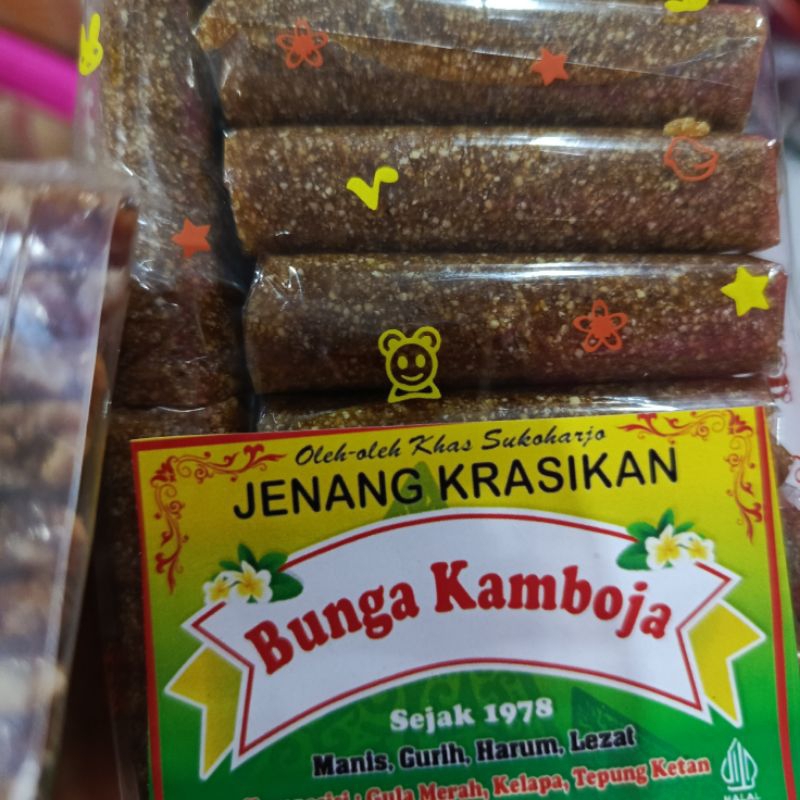 Oleh-oleh Khas Sukoharjo
JENANG KRASIKAN
Bunga Kamboja
Sejak 1978
Manis, Gurih, Harum, Lezat
: Gula Merah, Kelapa, Tepung Ketan
HALAL